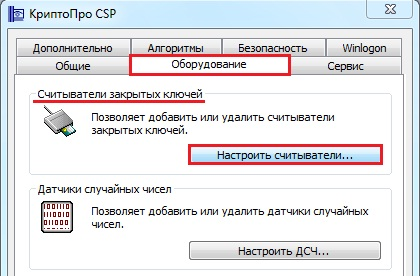 КриптоПро CSP
Дополнительно Алгоритмы Безопасность Winlogon
Общие Оборудование Сервис
Считыватели закрытых ключей
Позволяет добавить или удалить считыватели
закрытых ключей.
Настроить считыватели...
Датчики случайных чисел
Позволяет добавить или удалить датчики случайных
чисел.
Настроить ДСЧ...